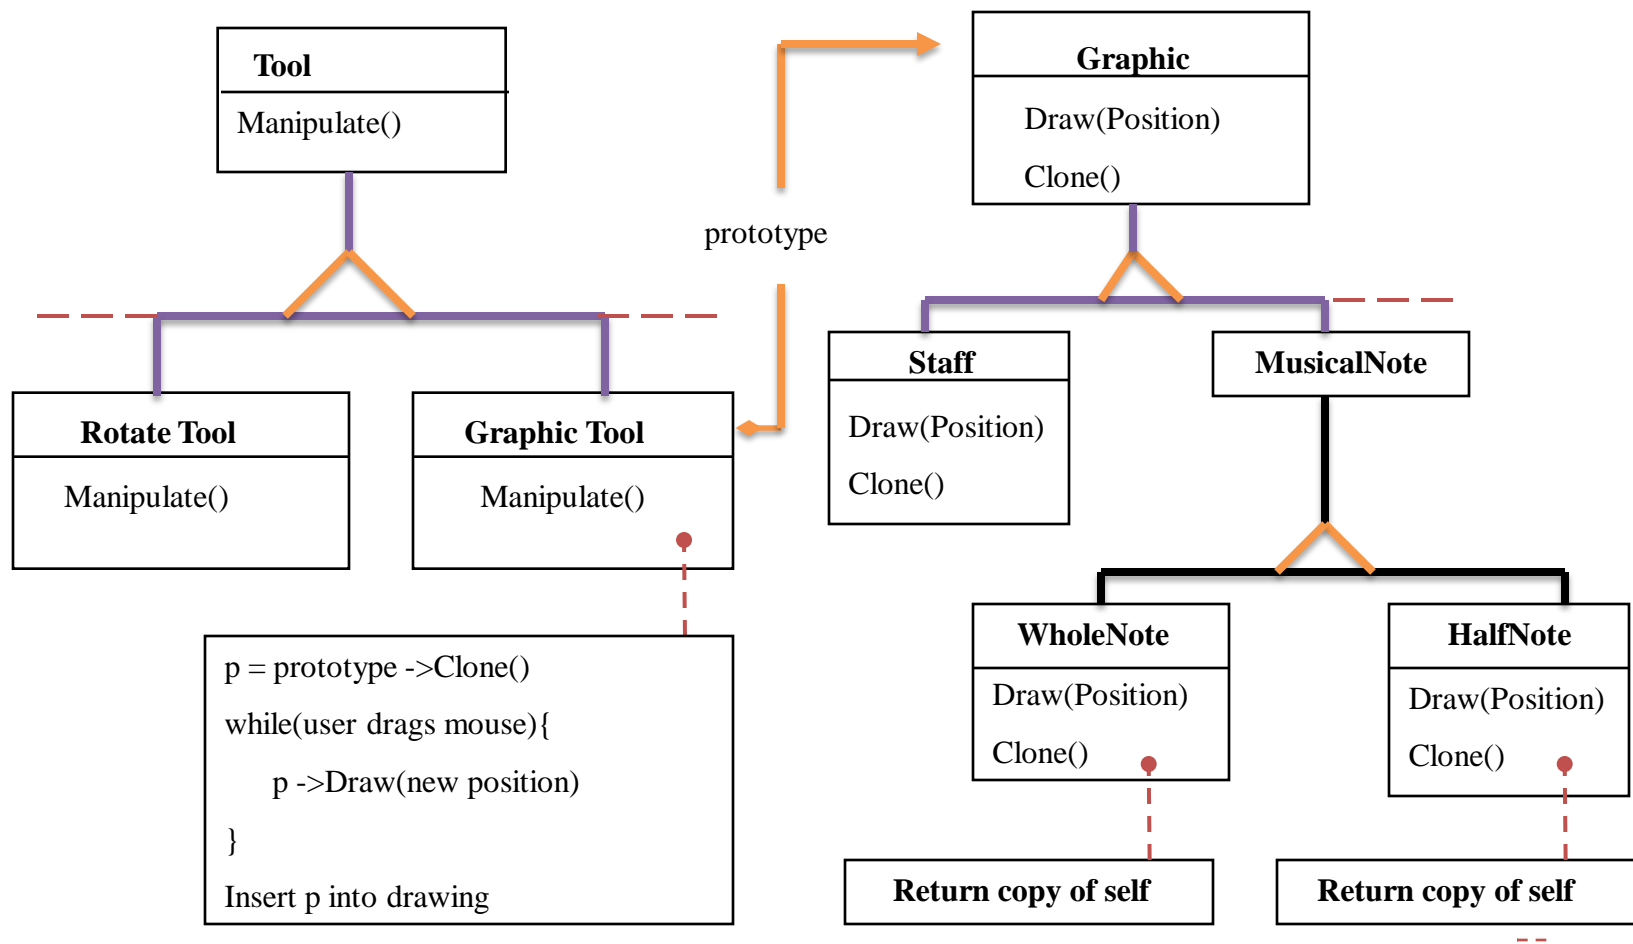 Tool
Manipulate()
Graphic
Draw(Position)
Clone()
prototype
Rotate Tool
Manipulate()
Graphic Tool
Manipulate()
Staff
Draw(Position)
Clone()
MusicalNote
WholeNote
Draw(Position)
Clone()
HalfNote
Draw(Position)
Clone()
p = prototype ->Clone()
while(user drags mouse){
p ->Draw(new position)
}
Insert p into drawing
Return copy of self
Return copy of self